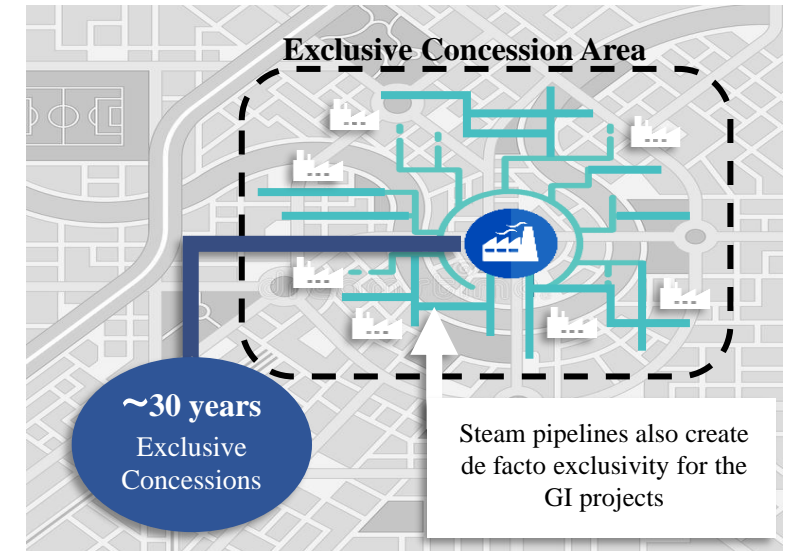 Exclusive Concession Area
~30 years
Exclusive
Concessions
Steam pipelines also create
de facto exclusivity for the
GI projects